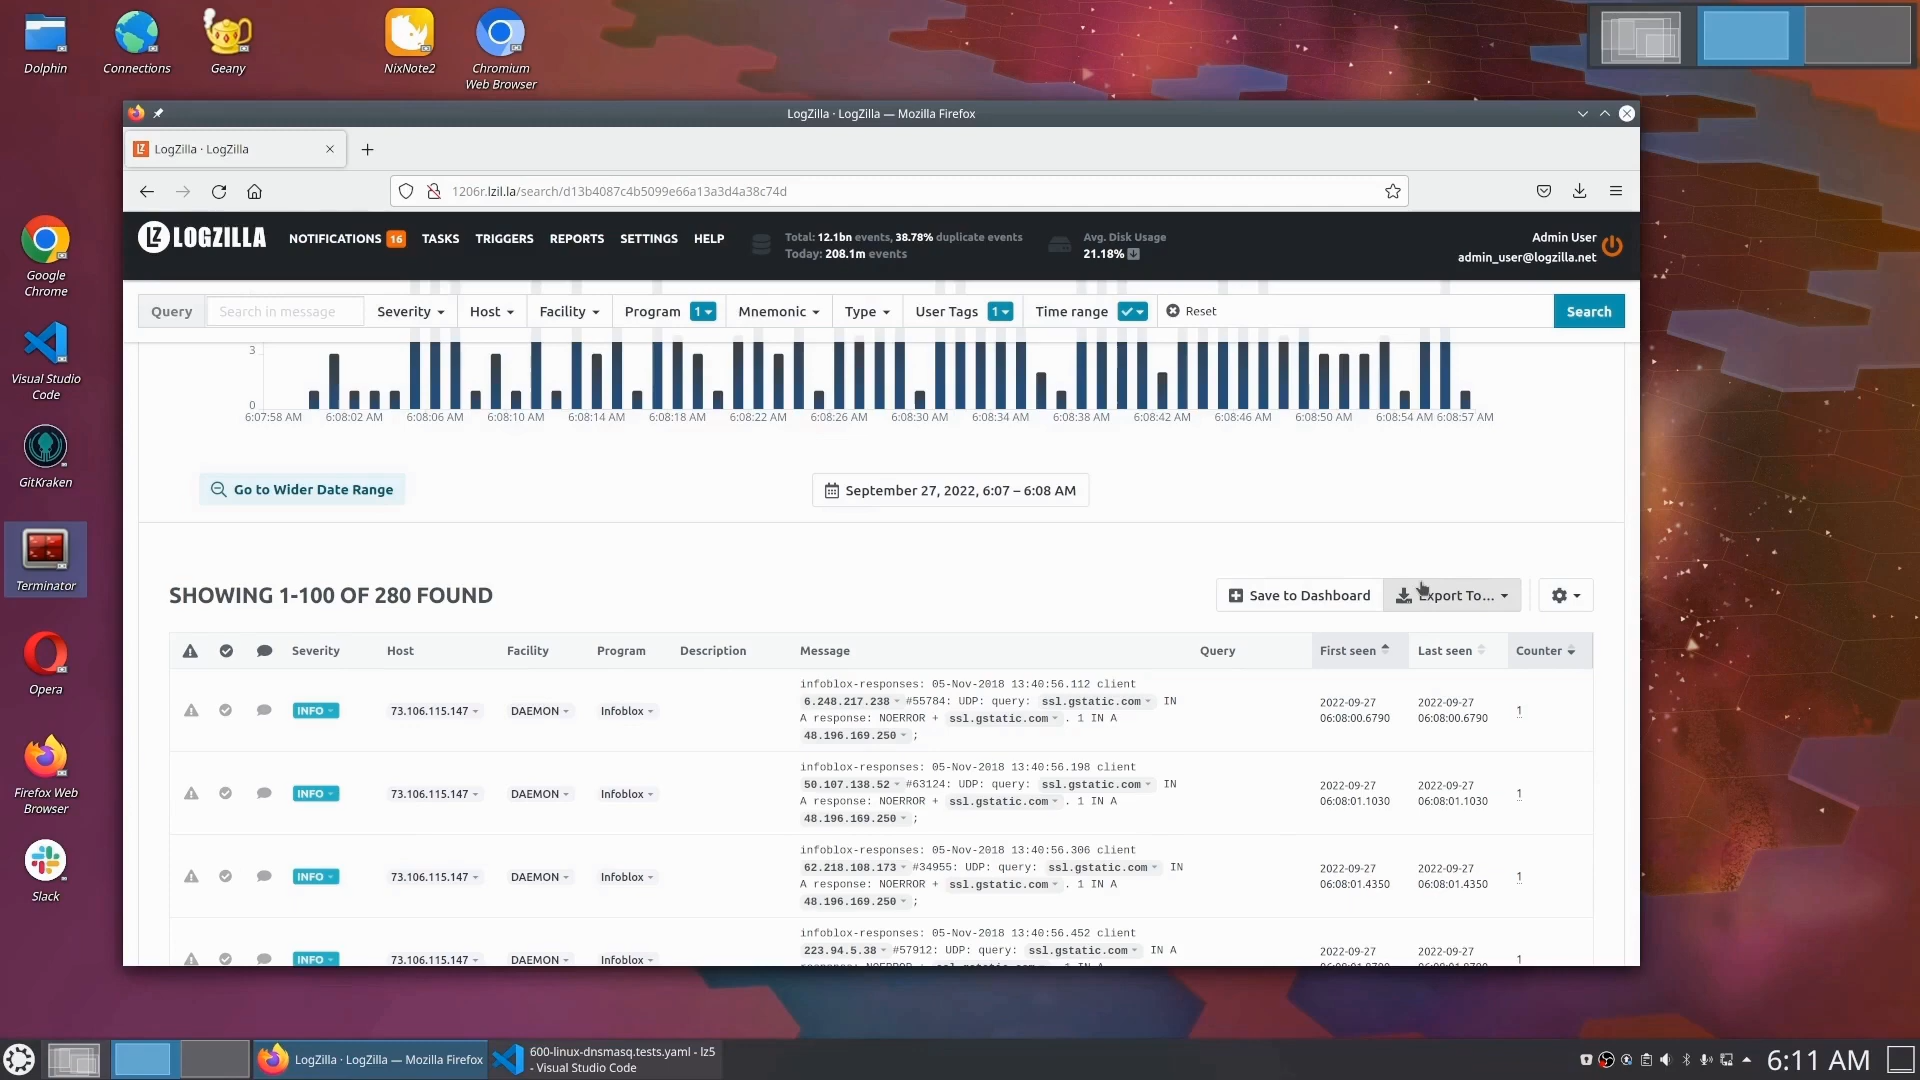 Dolphin
Connections
Geany
NixNote2
Chromium
Web Browser
LogZilla · LogZilla — Mozilla Firefox
LogZilla · LogZilla
1206r.lzil.la/search/d13b4087c4b5099e66a13a3d4a38c74d
LOGZILLA
NOTIFICATIONS 16 TASKS TRIGGERS REPORTS SETTINGS HELP
Total: 12.1bn events, 38.78% duplicate events
Today: 208.1m events
Avg. Disk Usage
21.18%
Admin User
admin_user@logzilla.net
Query Search in message Severity Host Facility Program 1 Mnemonic Type User Tags 1 Time range Reset Search
3
0
6:07:58 AM 6:08:02 AM 6:08:06 AM 6:08:10 AM 6:08:14 AM 6:08:18 AM 6:08:22 AM 6:08:26 AM 6:08:30 AM 6:08:34 AM 6:08:38 AM 6:08:42 AM 6:08:46 AM 6:08:50 AM 6:08:54 AM 6:08:57 AM
Go to Wider Date Range
September 27, 2022, 6:07 – 6:08 AM
SHOWING 1-100 OF 280 FOUND
Save to Dashboard Export To...
Severity Host Facility Program Description Message Query First seen Last seen Counter
INFO 73.106.115.147 DAEMON Infoblox
infoblox-responses: 05-Nov-2018 13:40:56.112 client
6.248.217.238 #55784: UDP: query: ssl.gstatic.com IN
A response: NOERROR + ssl.gstatic.com . 1 IN A
48.196.169.250 ;
2022-09-27
06:08:00.6790
2022-09-27
06:08:00.6790
1
INFO 73.106.115.147 DAEMON Infoblox
infoblox-responses: 05-Nov-2018 13:40:56.198 client
50.107.138.52 #63124: UDP: query: ssl.gstatic.com IN
A response: NOERROR + ssl.gstatic.com . 1 IN A
48.196.169.250 ;
2022-09-27
06:08:01.1030
2022-09-27
06:08:01.1030
1
INFO 73.106.115.147 DAEMON Infoblox
infoblox-responses: 05-Nov-2018 13:40:56.306 client
62.218.108.173 #34955: UDP: query: ssl.gstatic.com IN
A response: NOERROR + ssl.gstatic.com . 1 IN A
48.196.169.250 ;
2022-09-27
06:08:01.4350
2022-09-27
06:08:01.4350
1
INFO 73.106.115.147 DAEMON Infoblox
infoblox-responses: 05-Nov-2018 13:40:56.452 client
223.94.5.38 #57912: UDP: query: ssl.gstatic.com IN A
2022-09-27
2022-09-27
1
Google
Chrome
Visual Studio
Code
GitKraken
Terminator
Opera
Firefox Web
Browser
Slack
LogZilla · LogZilla — Mozilla Firefox
600-linux-dnsmasq.tests.yaml - lz5
- Visual Studio Code
6:11 AM